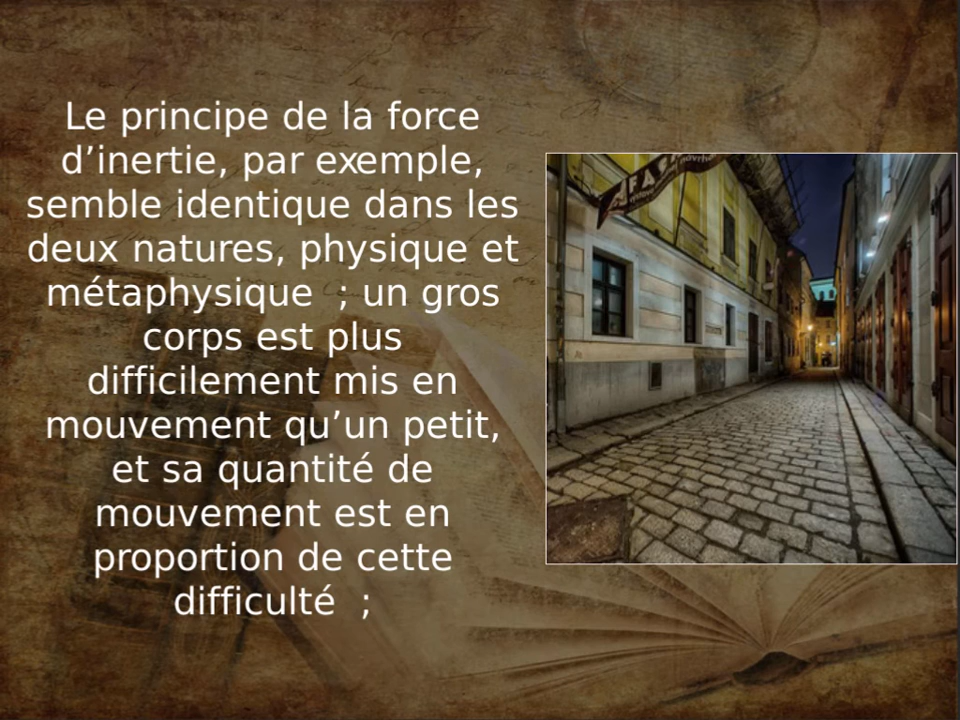 Le principe de la force
d’inertie, par exemple,
semble identique dans les
deux natures, physique et
métaphysique  ; un gros
corps est plus
difficilement mis en
mouvement qu’un petit,
et sa quantité de
mouvement est en
proportion de cette
difficulté  ;